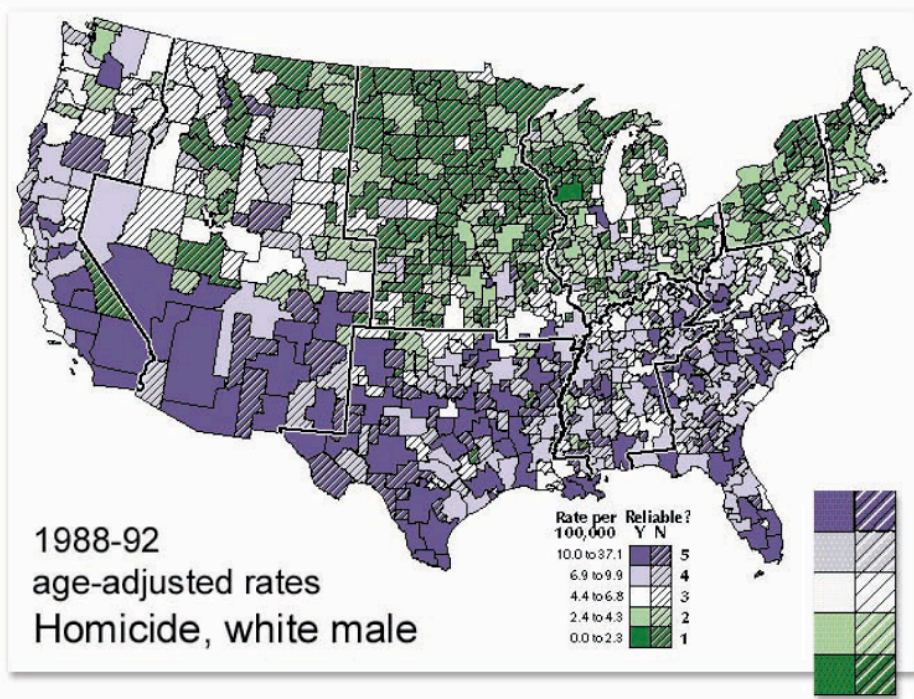 1988-92
age-adjusted rates
Homicide, white male
Rate per Reliable?
100,000 Y N
10.0 to 37.1 5
6.9 to 9.9 4
4.4 to 6.8 3
2.4 to 4.3 2
0.0 to 2.3 1